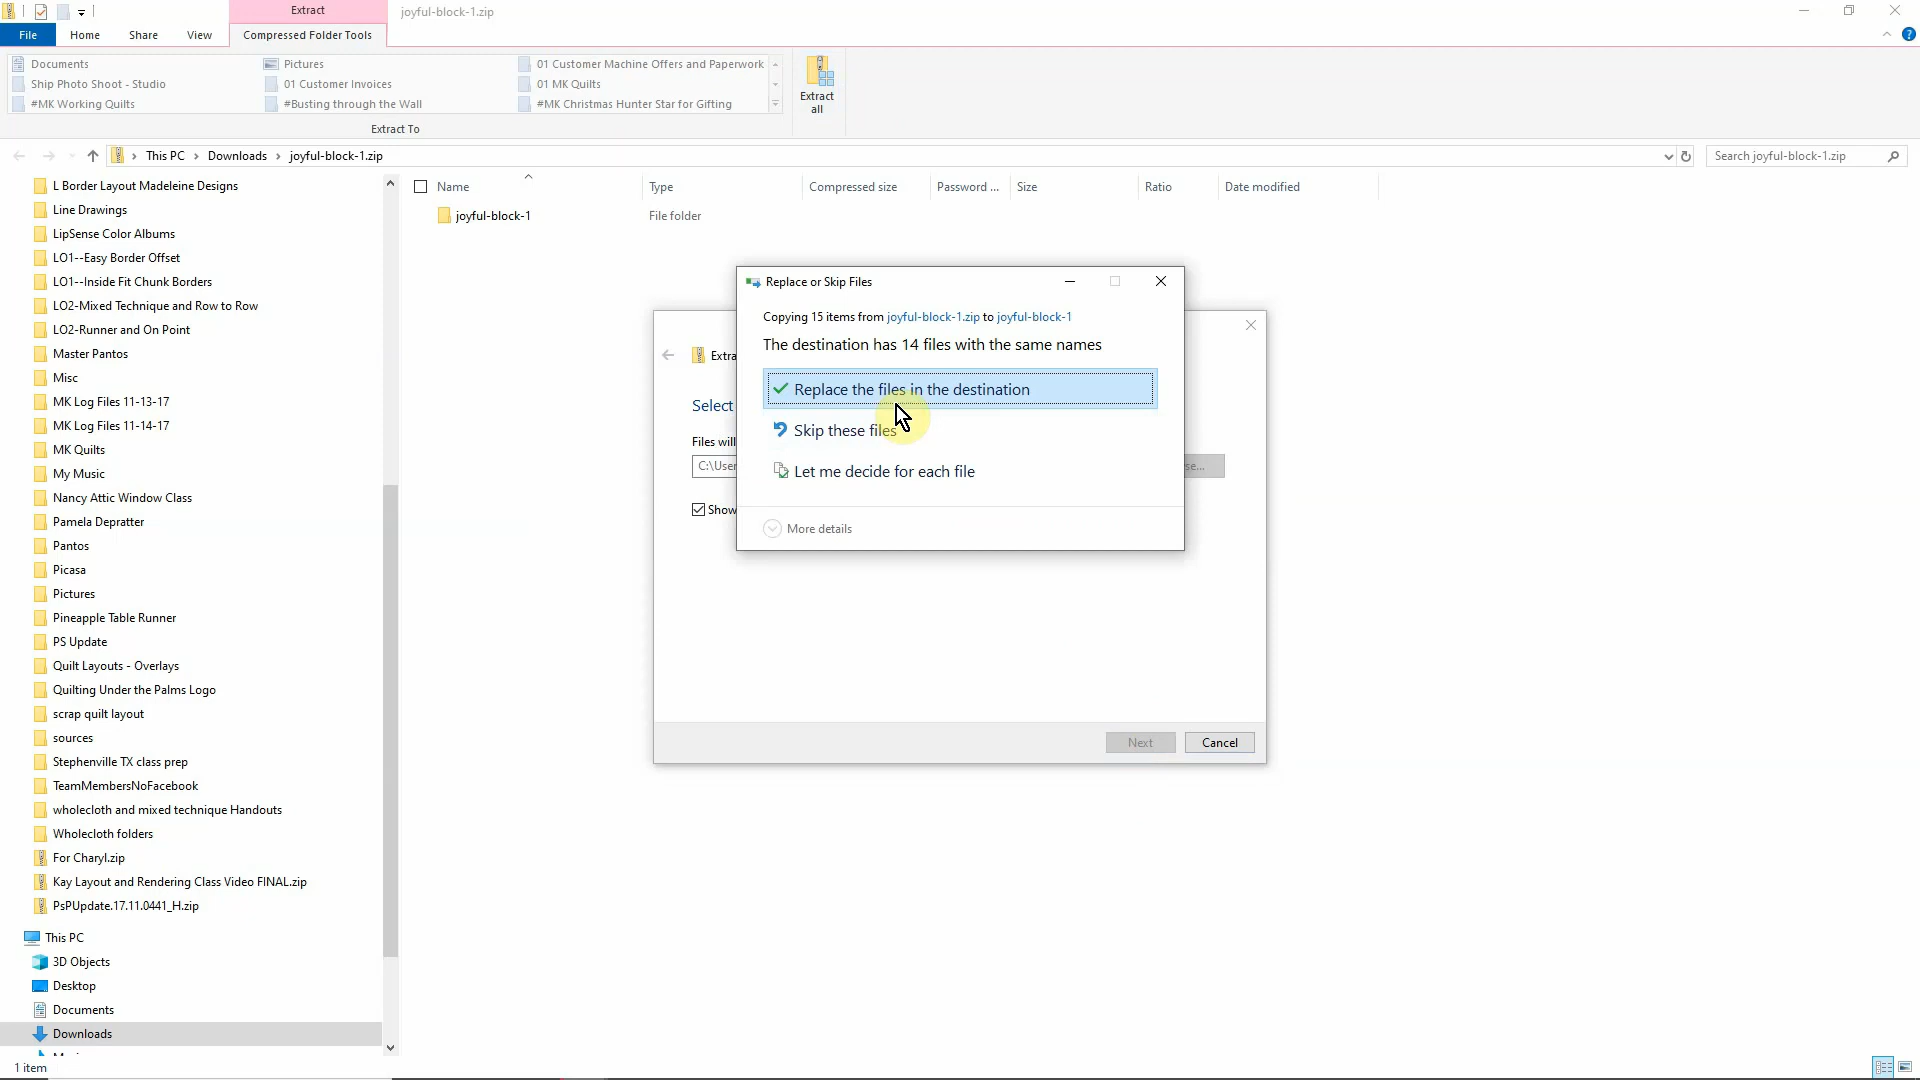 Extract
joyful-block-1.zip
File
Home
Share
View
Compressed Folder Tools
Documents
Pictures
01 Customer Machine Offers and Paperwork
Ship Photo Shoot - Studio
01 Customer Invoices
01 MK Quilts
#MK Working Quilts
#Busting through the Wall
#MK Christmas Hunter Star for Gifting
Extract
all
Extract To
This PC
Downloads
joyful-block-1.zip
Search joyful-block-1.zip
Name
Type
Compressed size
Password ...
Size
Ratio
Date modified
joyful-block-1
File folder
L Border Layout Madeleine Designs
Line Drawings
LipSense Color Albums
LO1--Easy Border Offset
LO1--Inside Fit Chunk Borders
LO2-Mixed Technique and Row to Row
LO2-Runner and On Point
Master Pantos
Misc
MK Log Files 11-13-17
MK Log Files 11-14-17
MK Quilts
My Music
Nancy Attic Window Class
Pamela Depratter
Pantos
Picasa
Pictures
Pineapple Table Runner
PS Update
Quilt Layouts - Overlays
Quilting Under the Palms Logo
scrap quilt layout
sources
Stephenville TX class prep
TeamMembersNoFacebook
wholecloth and mixed technique Handouts
Wholecloth folders
For Charyl.zip
Kay Layout and Rendering Class Video FINAL.zip
PsPUpdate.17.11.0441_H.zip
This PC
3D Objects
Desktop
Documents
Downloads
1 item
Replace or Skip Files
Copying 15 items from joyful-block-1.zip to joyful-block-1
The destination has 14 files with the same names
Replace the files in the destination
Skip these files
Let me decide for each file
More details
Extra
Select
Files will
C:\User
se...
Show
Next
Cancel